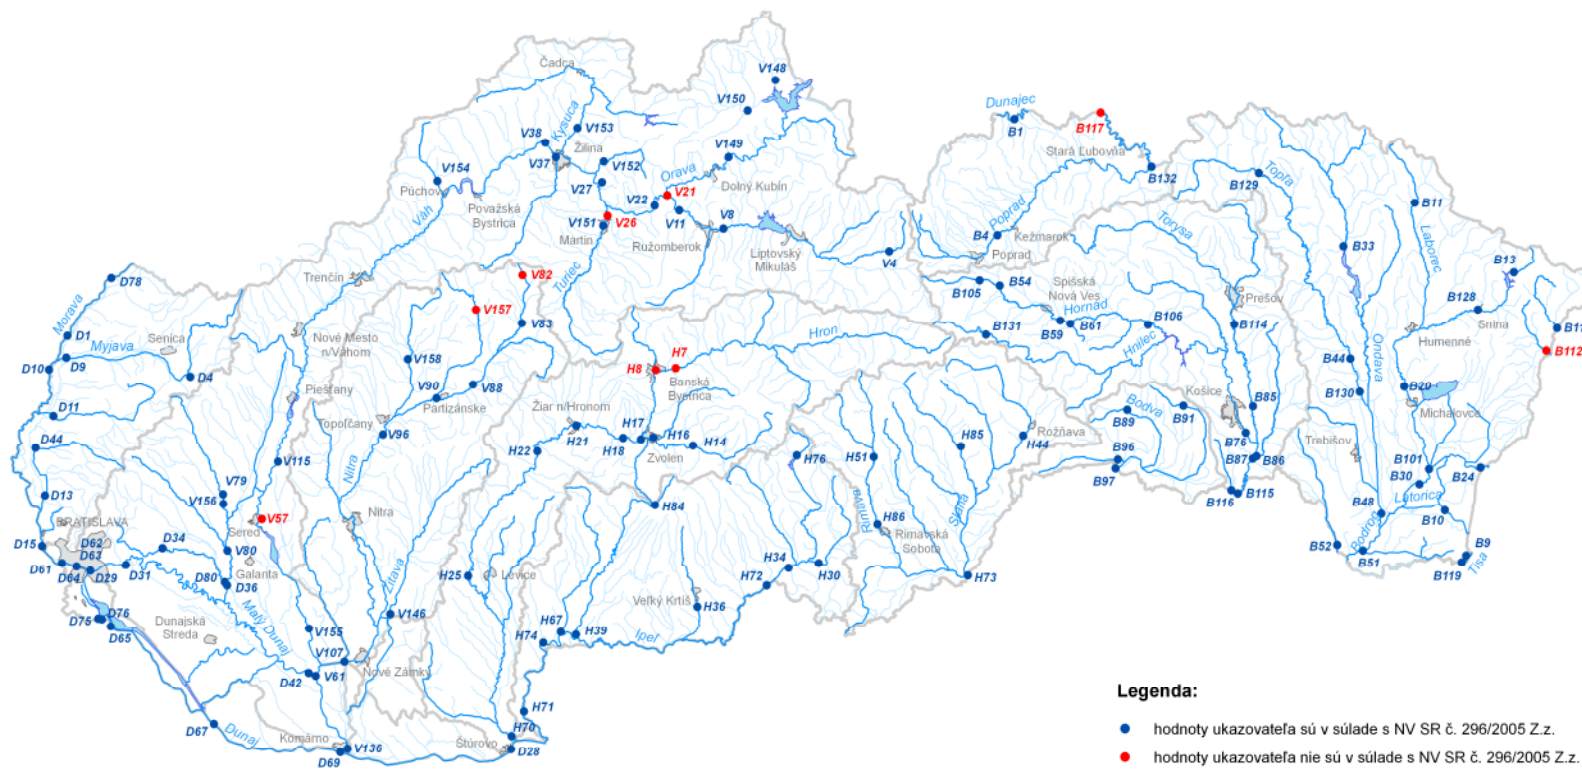 Čadca
V148
V150
Dunajec
B1
B117
Stará Ľubovňa
B132
V38
Kysuca
V153
V37
Žilina
V152
V149
Orava
Dolný Kubín
V154
Púchov
Považská
Bystrica
Váh
V27
V22
V21
V11
V151
V26
Martin
V8
Ružomberok
Liptovský
Mikuláš
V4
Poprad
B4
Kežmarok
Poprad
Torysa
B129
Topľa
B11
Laborec
B33
B13
Trenčín
Turiec
V82
V157
V83
D78
Morava
D1
Myjava
Senica
D9
D10
D4
Nové Mesto
n/Váhom
Piešťany
V158
V90
V88
Partizánske
Topoľčany
V96
B105
B54
Spišská
Nová Ves
Hornád
B59
B61
B106
B131
Hnilec
Prešov
B114
B128
Snina
Humenné
B112
Ondava
B44
B130
B20
Michalovce
Hron
H7
H8
Banská
Bystrica
Žiar n/Hronom
H21
H17
H16
H18
H14
Zvolen
H22
H76
H51
H85
Rožňava
H44
Košice
Bodva
B89
B91
B85
B76
B87
B86
B96
B97
B116
B115
Trebišov
B101
B30
B24
Latorica
B48
B10
Bodrog
B52
B51
B9
B119
Tisa
D11
D44
D13
BRATISLAVA
D62
D63
D15
D61
D64
D29
D31
D34
V115
V79
V156
V57
Sereď
V80
Galanta
D80
D36
Nitra
Nitra
Žitava
Malý Dunaj
D76
D75
D65
Dunajská
Streda
V155
V146
V107
Nové Zámky
D42
V61
D67
Dunaj
Komárno
V136
D69
H84
Rimava
H86
Rimavská
Sobota
Slaná
H73
H25
Levice
H34
H30
H72
Veľký Krtíš
H36
H67
H74
H39
Ipeľ
H71
H70
Štúrovo
D28
Legenda:
hodnoty ukazovateľa sú v súlade s NV SR č. 296/2005 Z.z.
hodnoty ukazovateľa nie sú v súlade s NV SR č. 296/2005 Z.z.